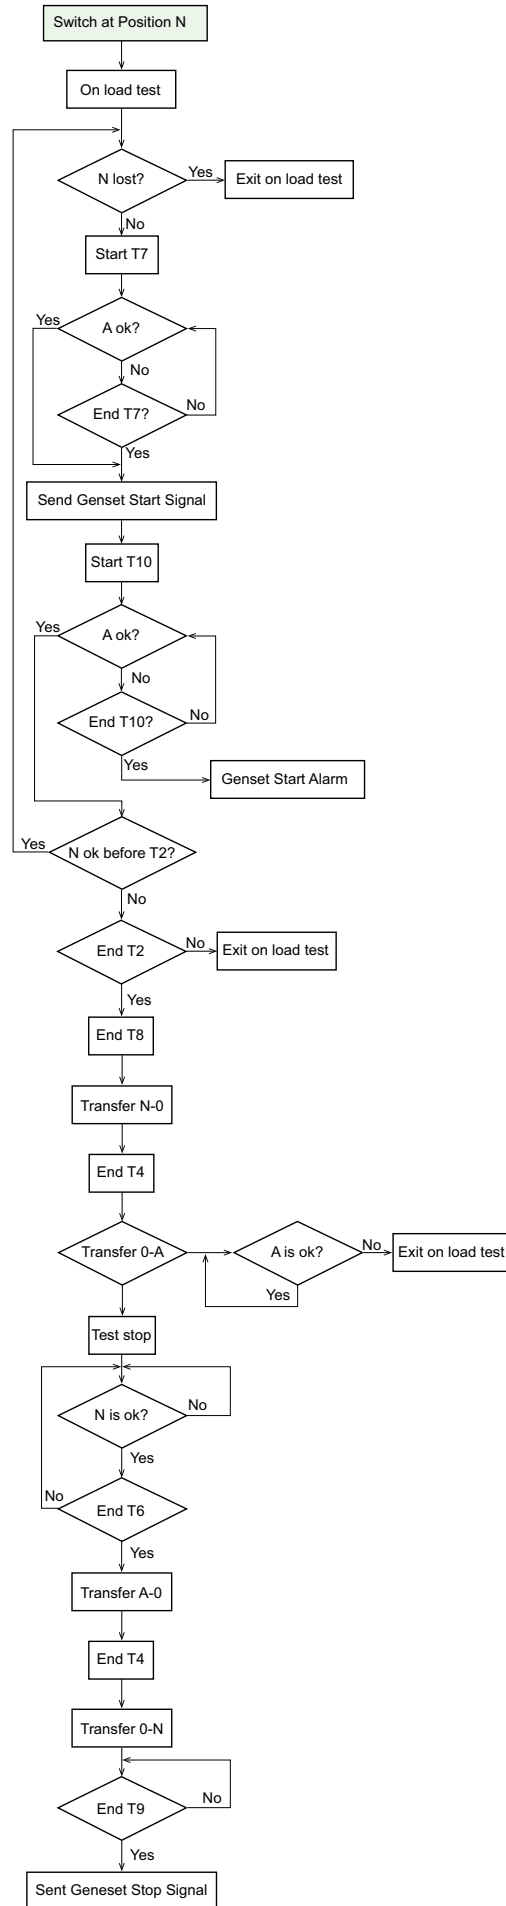 Switch at Position N
On load test
N lost?
Yes
Exit on load test
No
Start T7
Yes
A ok?
No
End T7?
No
Yes
Send Genset Start Signal
Start T10
Yes
A ok?
No
End T10?
No
Yes
Genset Start Alarm
Yes
N ok before T2?
No
End T2
No
Exit on load test
Yes
End T8
Transfer N-0
End T4
Transfer 0-A
A is ok?
No
Exit on load test
Yes
Test stop
N is ok?
No
Yes
No
End T6
Yes
Transfer A-0
End T4
Transfer 0-N
End T9
No
Yes
Sent Geneset Stop Signal